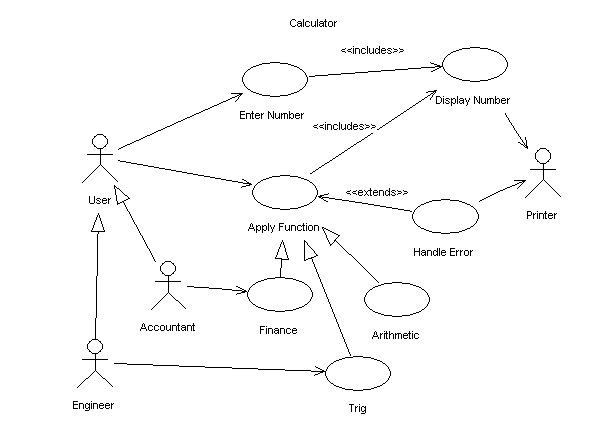 Calculator
<<includes>>
Display Number
Enter Number
<<includes>>
User
<<extends>>
Printer
Apply Function
Handle Error
Accountant
Finance
Arithmetic
Engineer
Trig